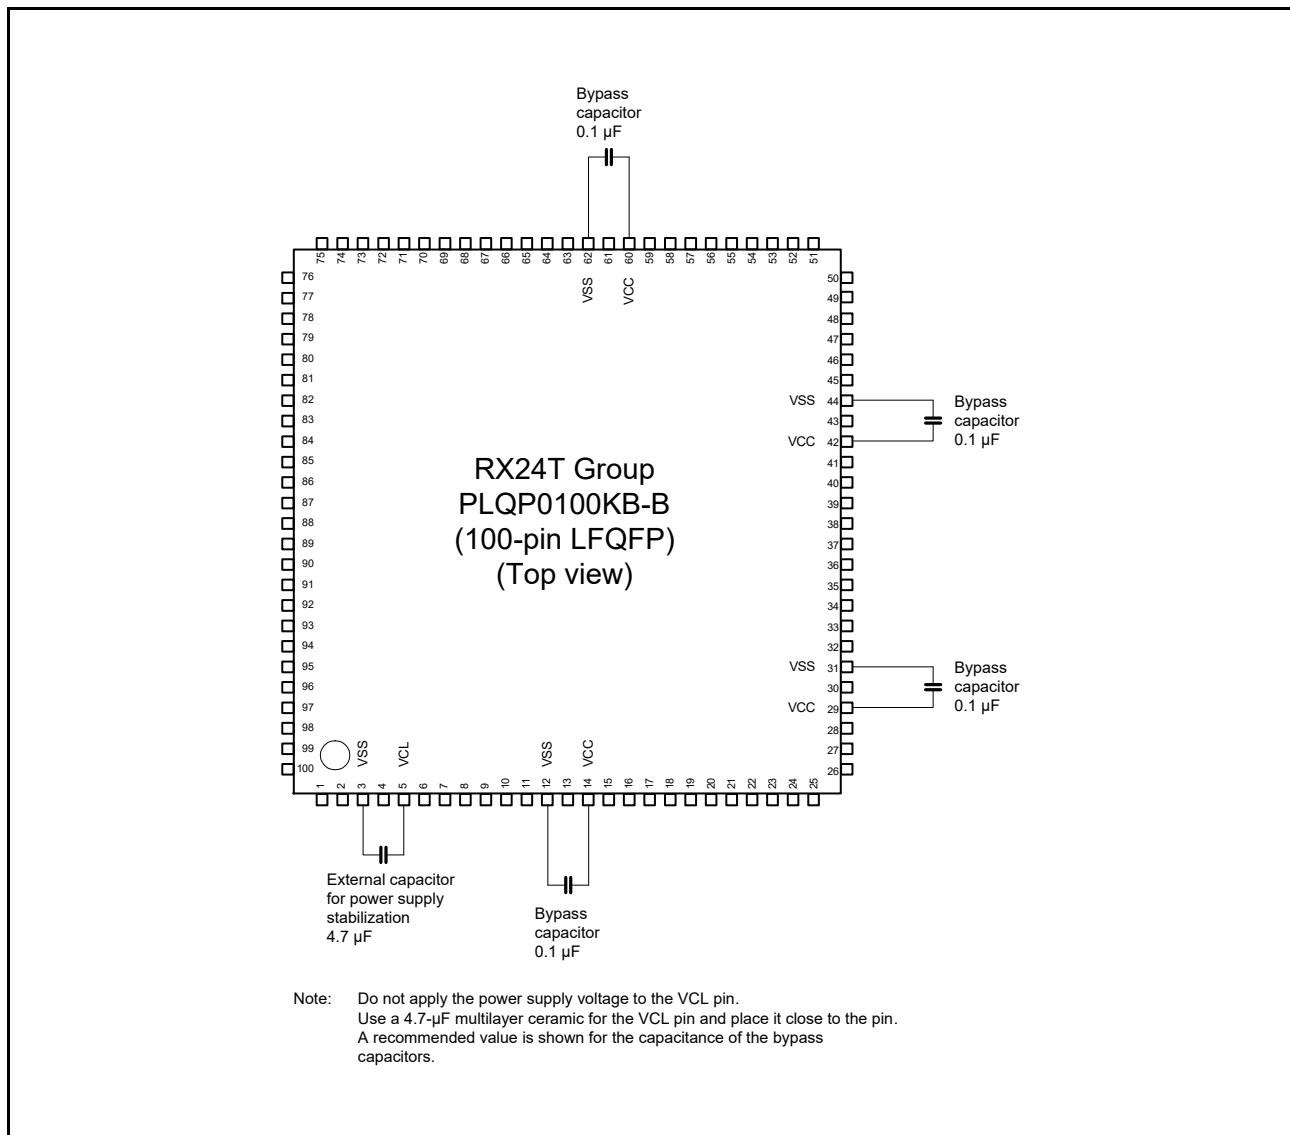 Bypass
capacitor
0.1 µF
75 74 73 72 71 70 69 68 67 66 65 64 63 62 61 60 59 58 57 56 55 54 53 52 51
VSS VCC
76 50
77 49
78 48
79 47
80 46
81 45
82 VSS 44
83 43
84 VCC 42
85 41
86 40
87 39
88 38
89 37
90 36
91 35
92 34
93 33
94 32
95 VSS 31
96 30
97 VCC 29
98 28
99 27
100 26
Bypass
capacitor
0.1 µF
RX24T Group
PLQP0100KB-B
(100-pin LFQFP)
(Top view)
Bypass
capacitor
0.1 µF
VSS VCL VSS VCC
1 2 3 4 5 6 7 8 9 10 11 12 13 14 15 16 17 18 19 20 21 22 23 24 25
External capacitor
for power supply
stabilization
4.7 µF
Bypass
capacitor
0.1 µF
Note: Do not apply the power supply voltage to the VCL pin.
Use a 4.7-µF multilayer ceramic for the VCL pin and place it close to the pin.
A recommended value is shown for the capacitance of the bypass
capacitors.